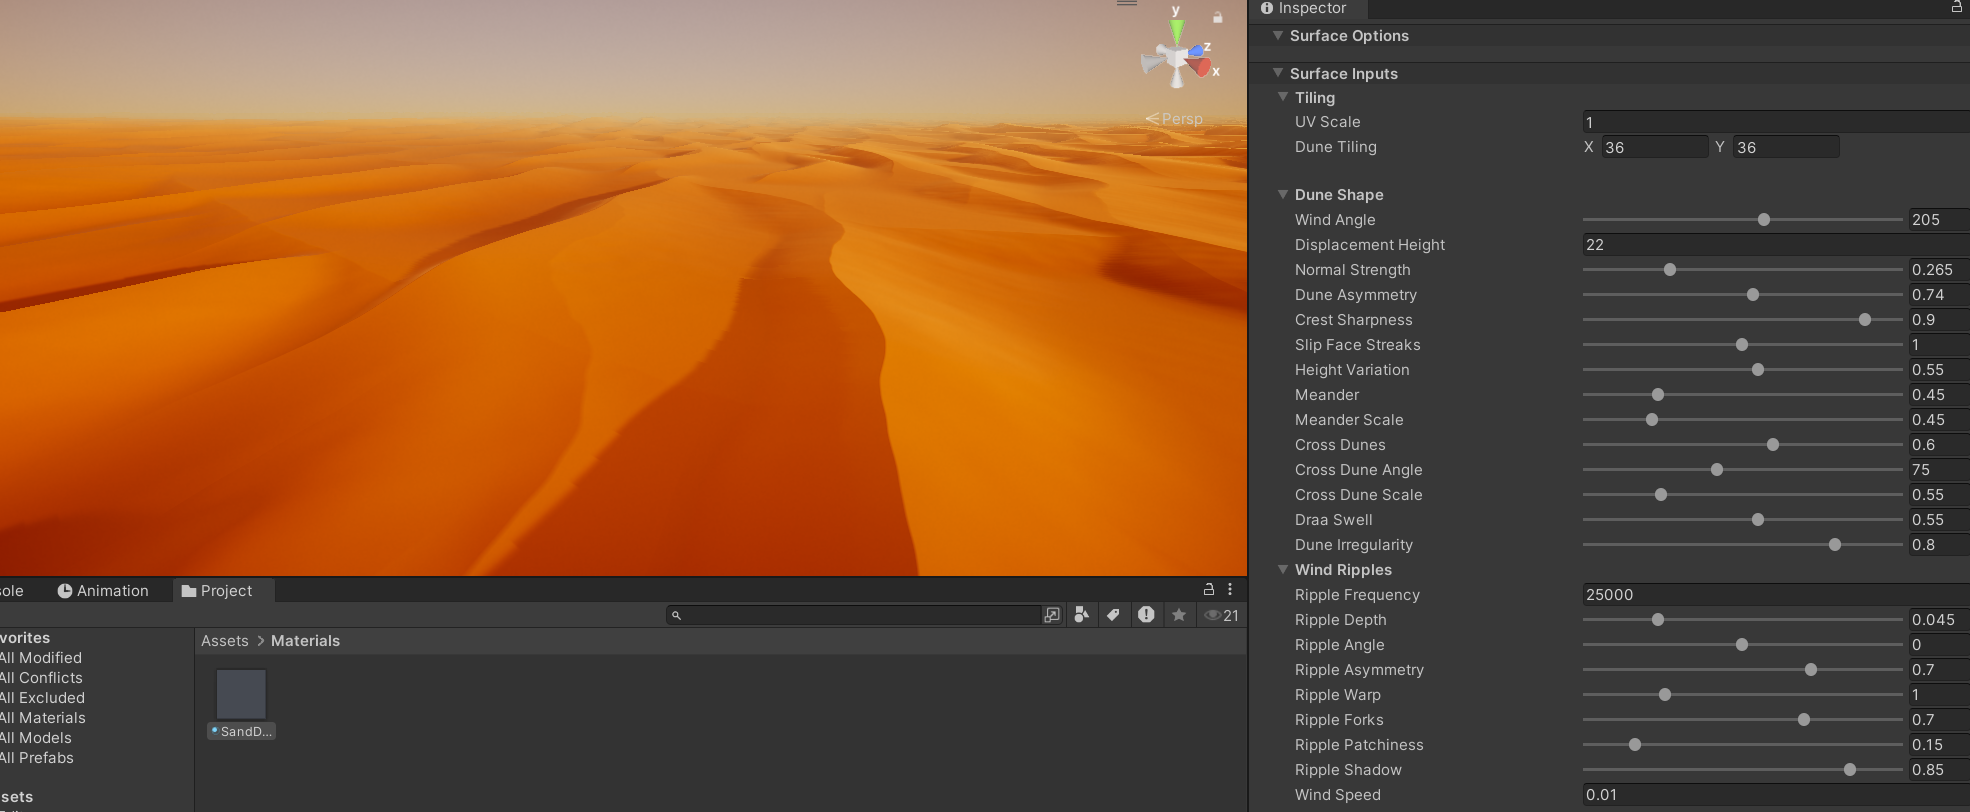 y
z
x
Persp
Inspector
Surface Options
Surface Inputs
Tiling
UV Scale 1
Dune Tiling X 36 Y 36
Dune Shape
Wind Angle 205
Displacement Height 22
Normal Strength 0.265
Dune Asymmetry 0.74
Crest Sharpness 0.9
Slip Face Streaks 1
Height Variation 0.55
Meander 0.45
Meander Scale 0.45
Cross Dunes 0.6
Cross Dune Angle 75
Cross Dune Scale 0.55
Draa Swell 0.55
Dune Irregularity 0.8
Wind Ripples
Ripple Frequency 25000
Ripple Depth 0.045
Ripple Angle 0
Ripple Asymmetry 0.7
Ripple Warp 1
Ripple Forks 0.7
Ripple Patchiness 0.15
Ripple Shadow 0.85
Wind Speed 0.01
sole Animation Project
21
vorites
All Modified
All Conflicts
All Excluded
All Materials
All Models
All Prefabs
sets
Assets > Materials
SandD...